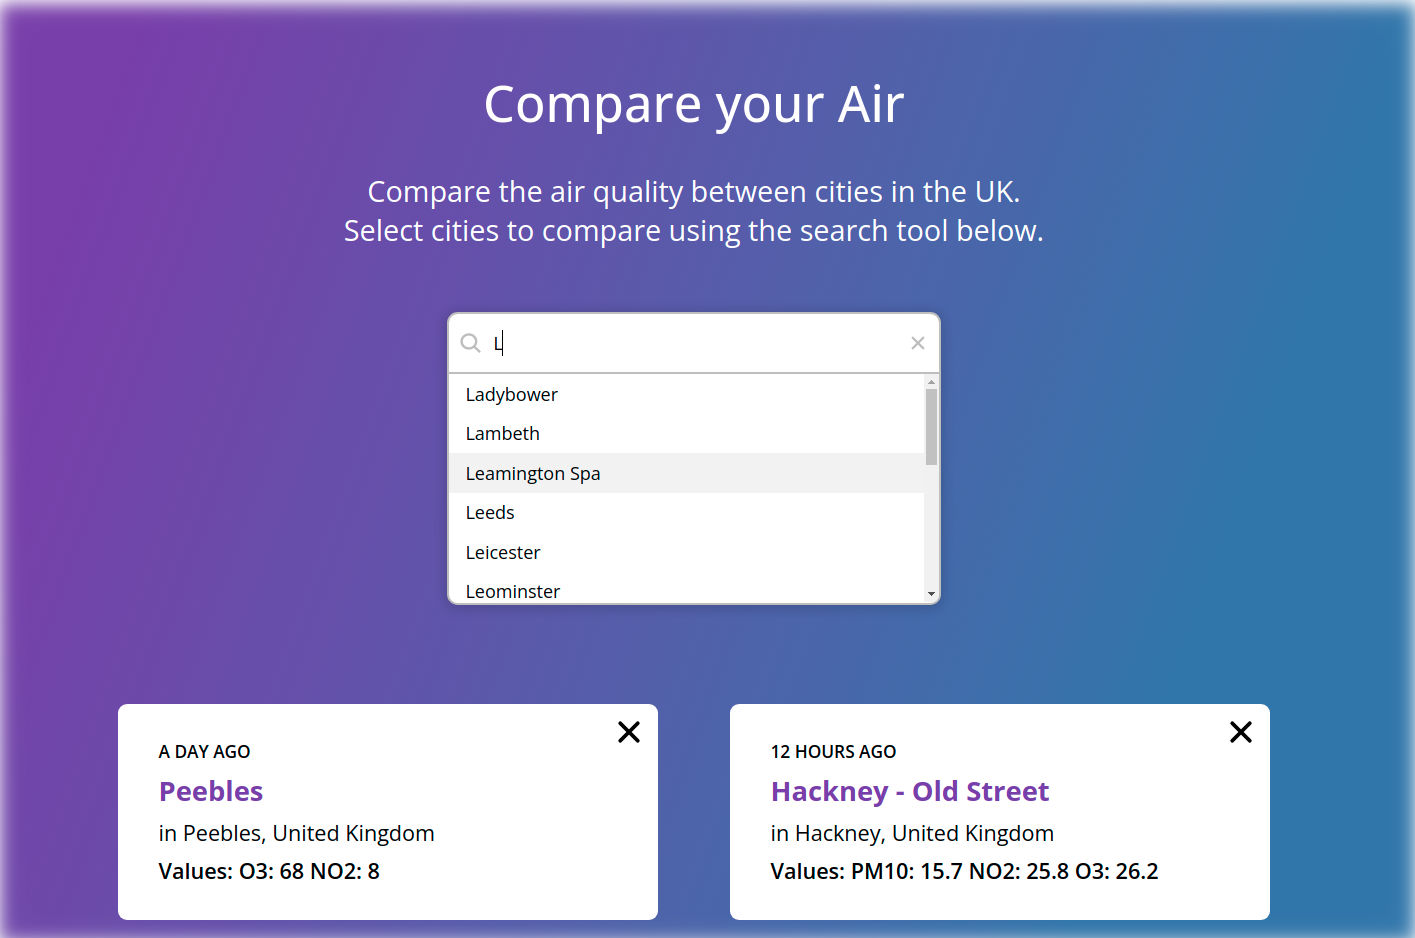 Compare your Air
Compare the air quality between cities in the UK.
Select cities to compare using the search tool below.
L
Ladybower
Lambeth
Leamington Spa
Leeds
Leicester
Leominster
A DAY AGO
Peebles
in Peebles, United Kingdom
Values: O3: 68 NO2: 8
12 HOURS AGO
Hackney - Old Street
in Hackney, United Kingdom
Values: PM10: 15.7 NO2: 25.8 O3: 26.2